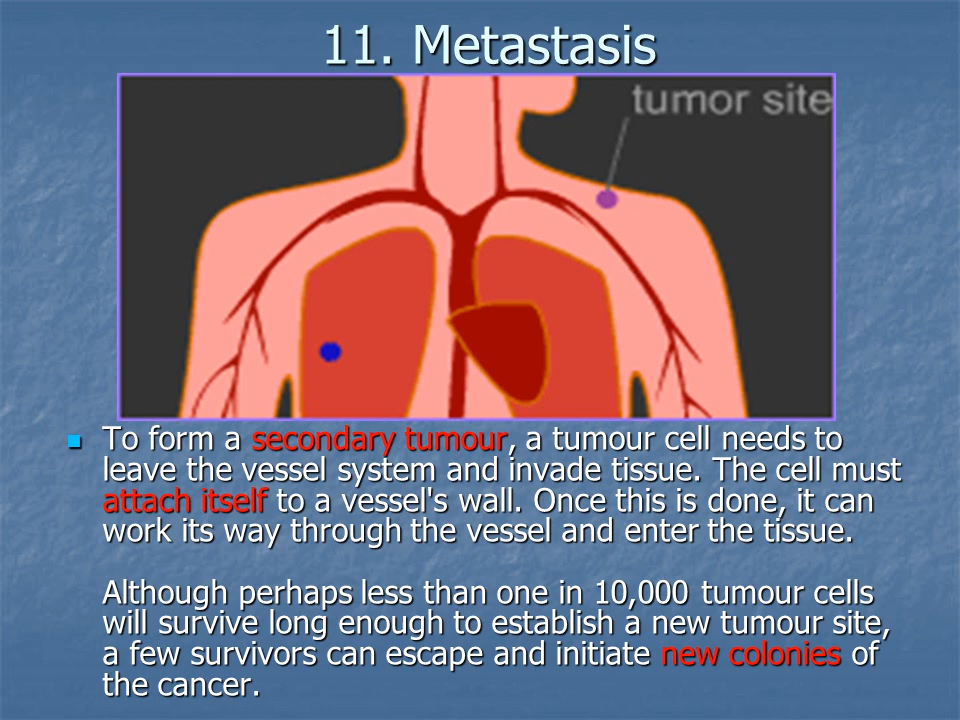 11. Metastasis
tumor site
To form a secondary tumour, a tumour cell needs to
leave the vessel system and invade tissue. The cell must
attach itself to a vessel's wall. Once this is done, it can
work its way through the vessel and enter the tissue.
Although perhaps less than one in 10,000 tumour cells
will survive long enough to establish a new tumour site,
a few survivors can escape and initiate new colonies of
the cancer.